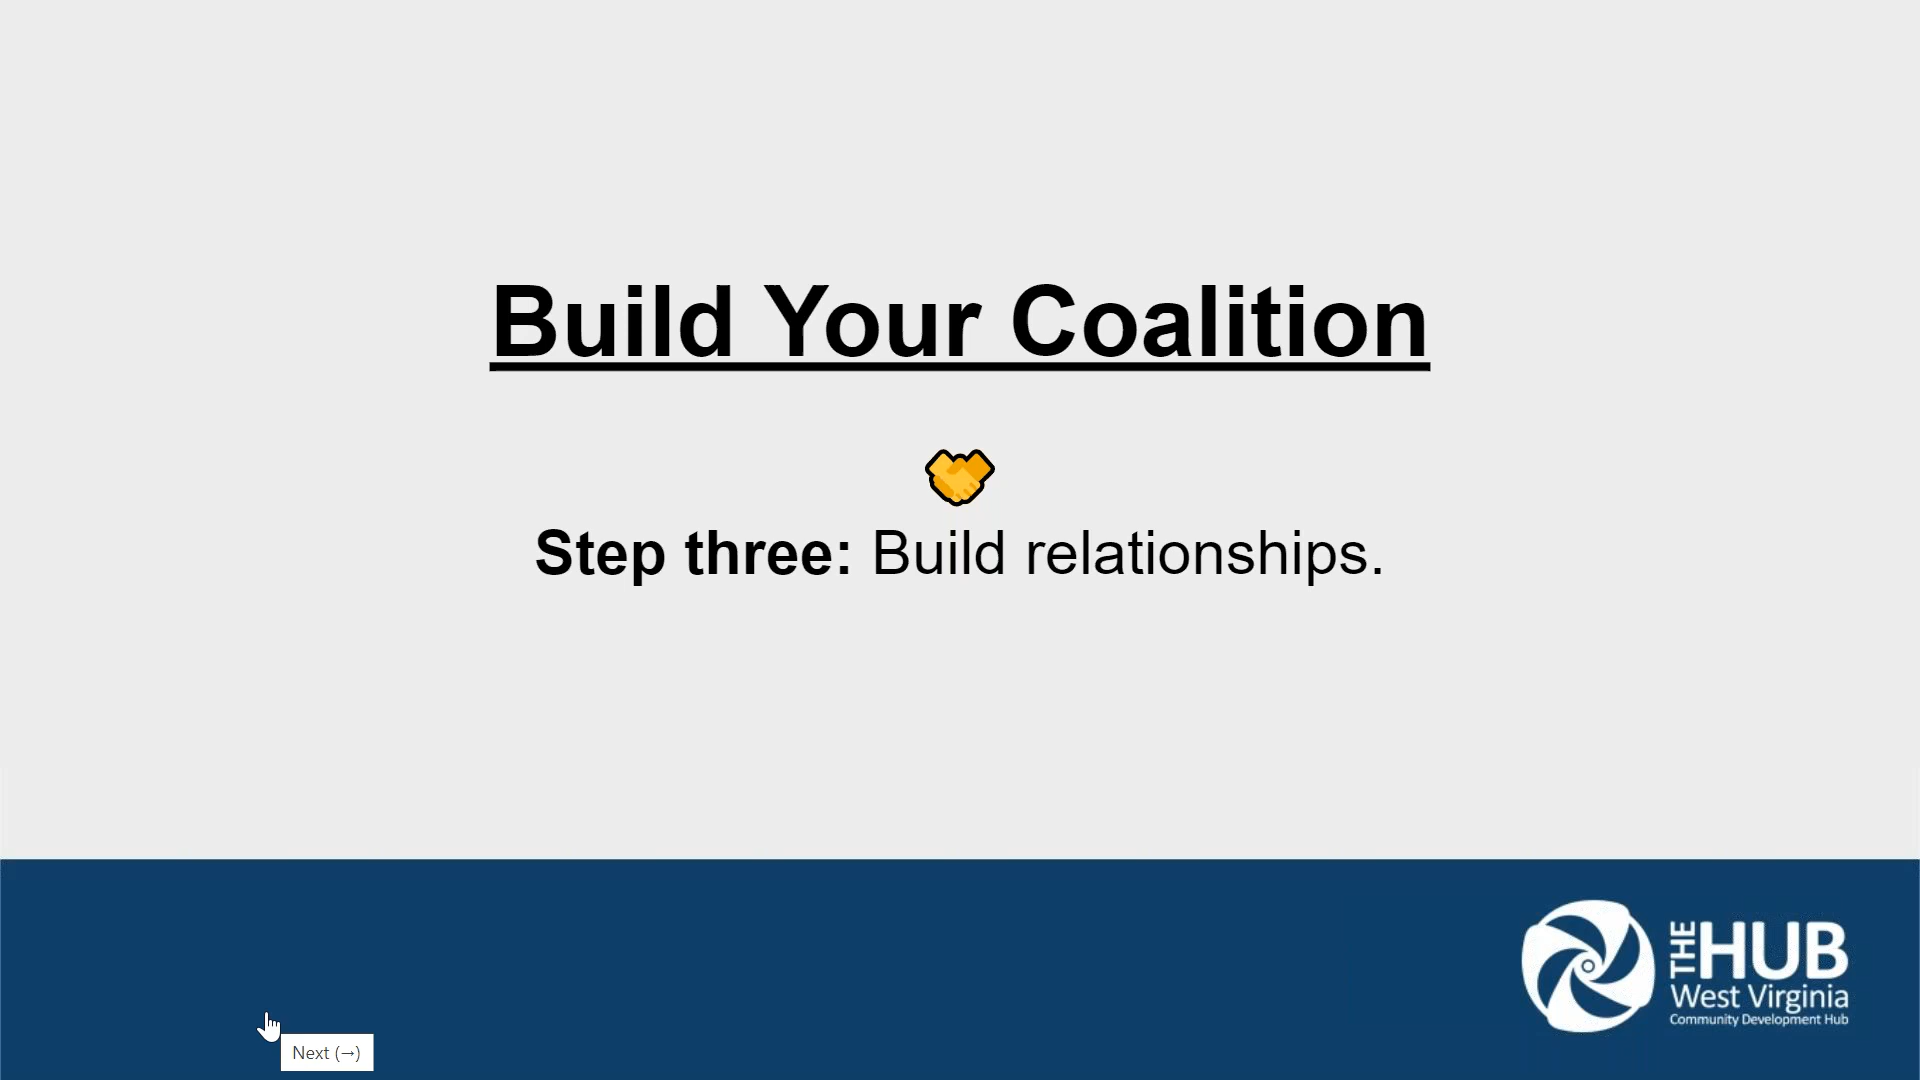 Build Your Coalition
🤝
Step three: Build relationships.
THE HUB
West Virginia
Community Development Hub
Next (→)